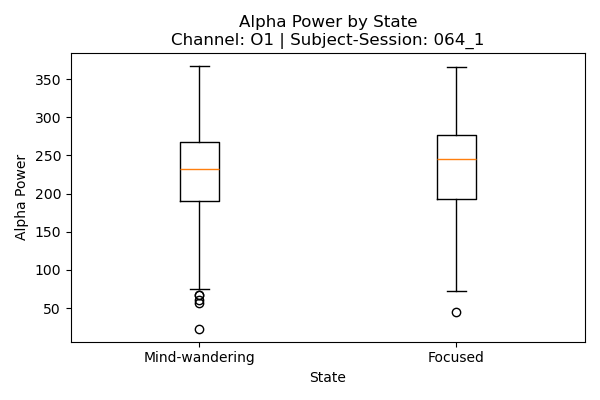 Alpha Power by State
Channel: O1 | Subject-Session: 064_1
Alpha Power
350
300
250
200
150
100
50
Mind-wandering
Focused
State